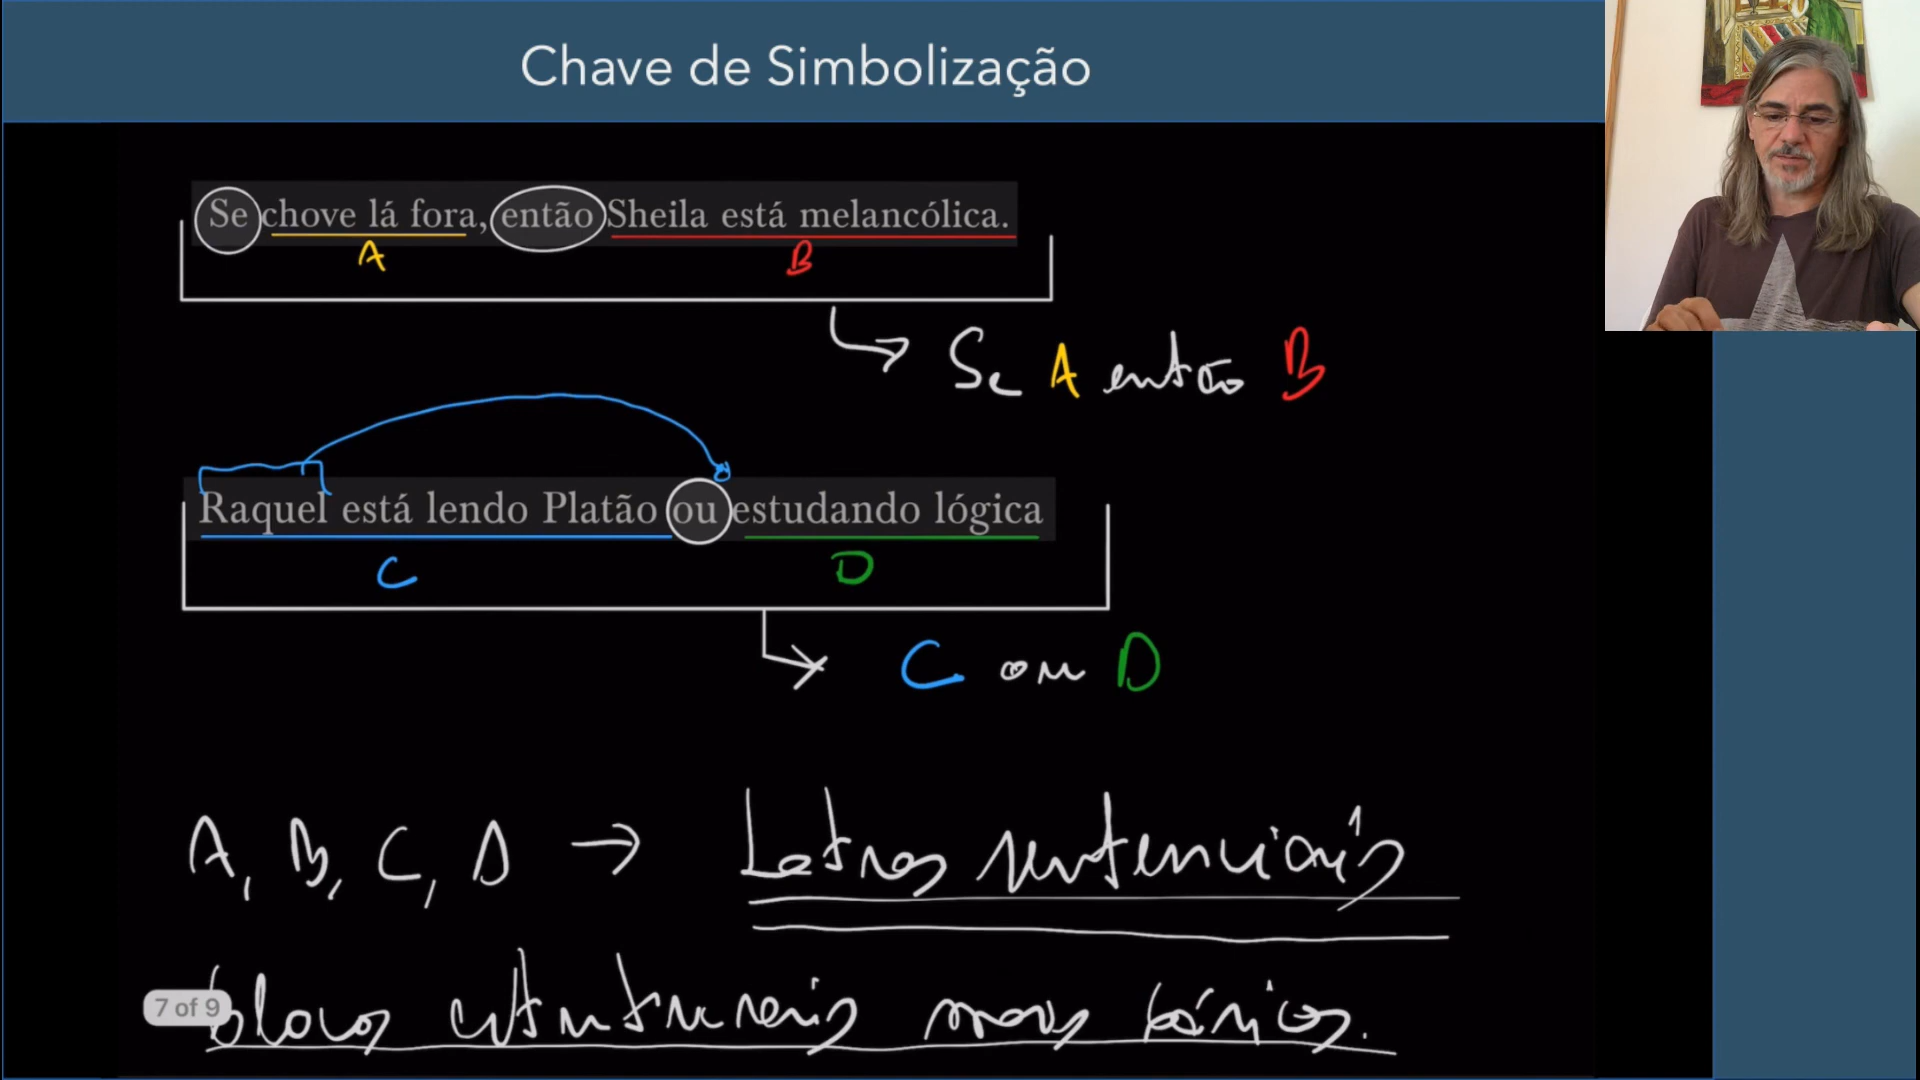 Chave de Simbolização
Se chove lá fora, então Sheila está melancólica.
A B
Se A então B
Raquel está lendo Platão ou estudando lógica
C D
C ou D
A, B, C, D → Letras sentenciais
7 of 9
blocos estruturais mais básicos.